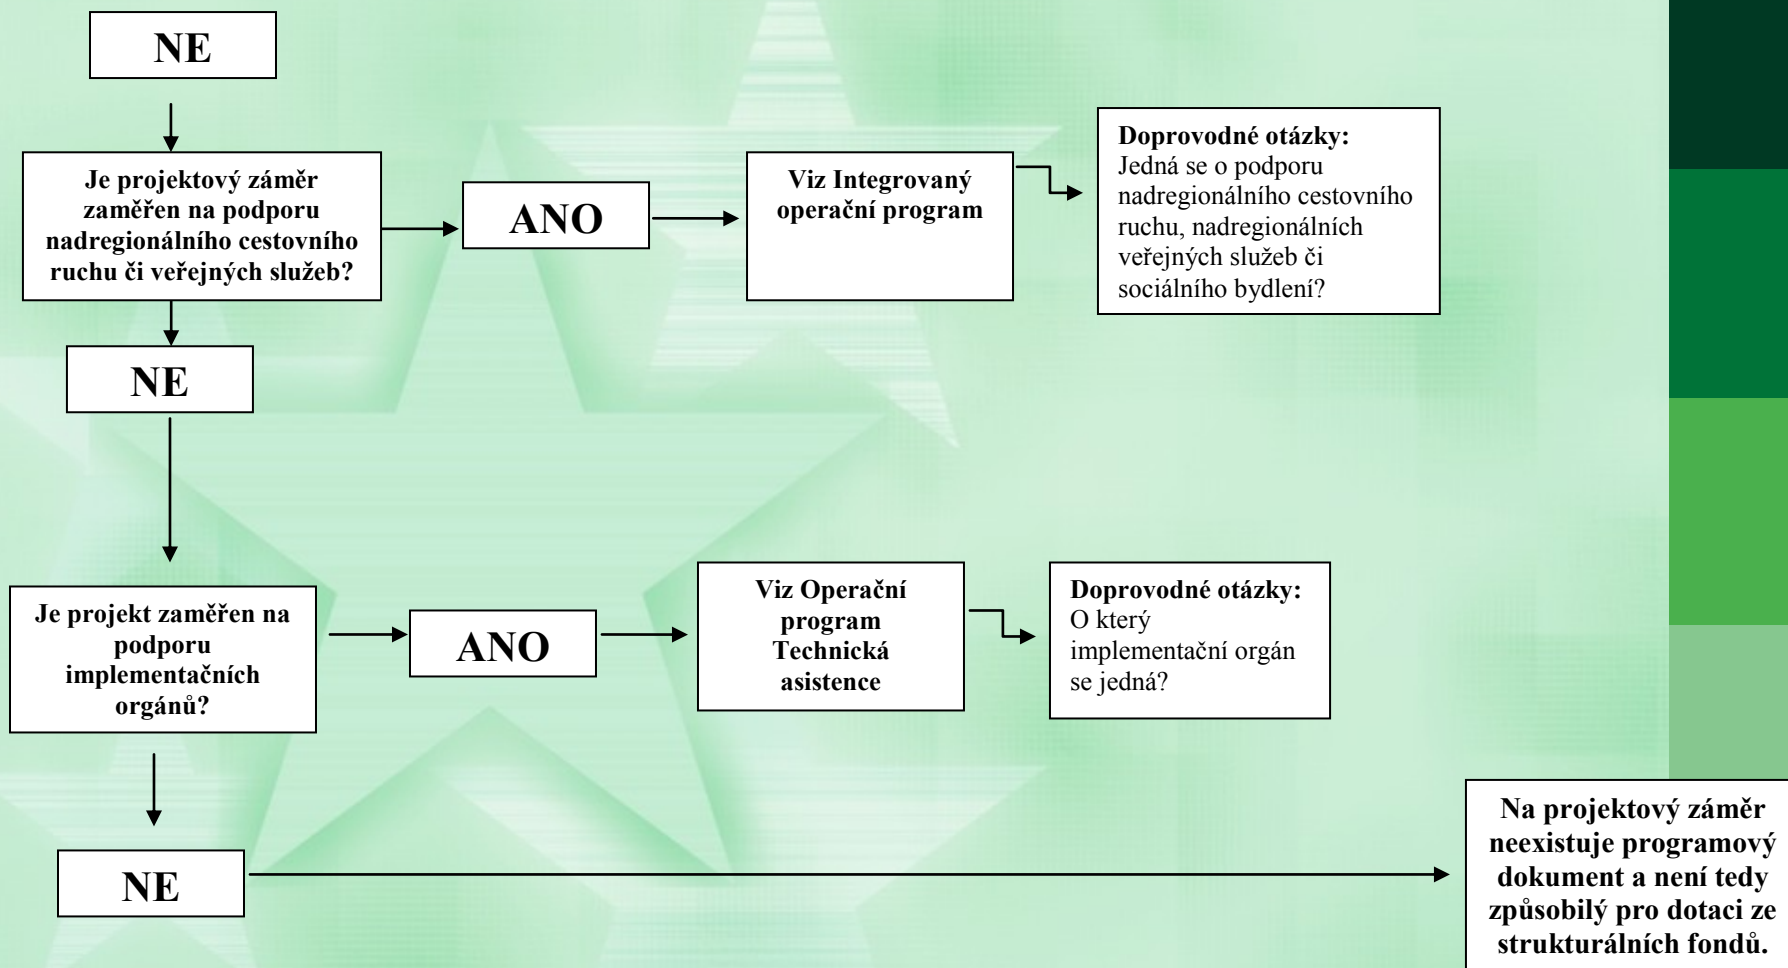 NE
Je projektový záměr
zaměřen na podporu
nadregionálního cestovního
ruchu či veřejných služeb?
ANO
Viz Integrovaný
operační program
Doprovodné otázky:
Jedná se o podporu
nadregionálního cestovního
ruchu, nadregionálních
veřejných služeb či
sociálního bydlení?
NE
Je projekt zaměřen na
podporu
implementačních
orgánů?
ANO
Viz Operační
program
Technická
asistence
Doprovodné otázky:
O který
implementační orgán
se jedná?
NE
Na projektový záměr
neexistuje programový
dokument a není tedy
způsobilý pro dotaci ze
strukturálních fondů.